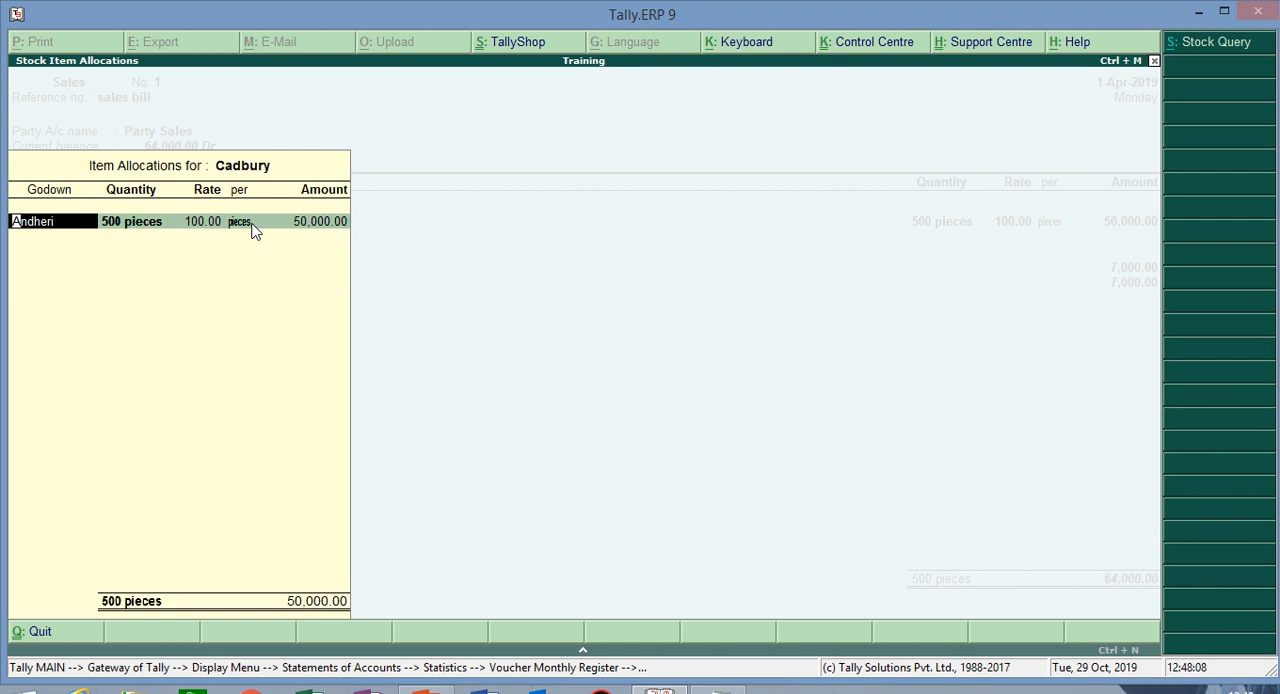 Tally.ERP 9
P: Print E: Export M: E-Mail O: Upload S: TallyShop G: Language K: Keyboard K: Control Centre H: Support Centre H: Help S: Stock Query
Stock Item Allocations Training Ctrl + M
Sales No. 1 1-Apr-2019
Reference no.: sales bill Monday
Party A/c name : Party Sales
Current balance 64,000.00 Dr
Item Allocations for : Cadbury
Quantity Rate per Amount
Godown Quantity Rate per Amount
Andheri 500 pieces 100.00 pieces 50,000.00 500 pieces 100.00 pieces 50,000.00
7,000.00
7,000.00
500 pieces 64,000.00
500 pieces 50,000.00
Q: Quit
Ctrl + N
Tally MAIN --> Gateway of Tally --> Display Menu --> Statements of Accounts --> Statistics --> Voucher Monthly Register -->... (c) Tally Solutions Pvt. Ltd., 1988-2017 Tue, 29 Oct, 2019 12:48:08